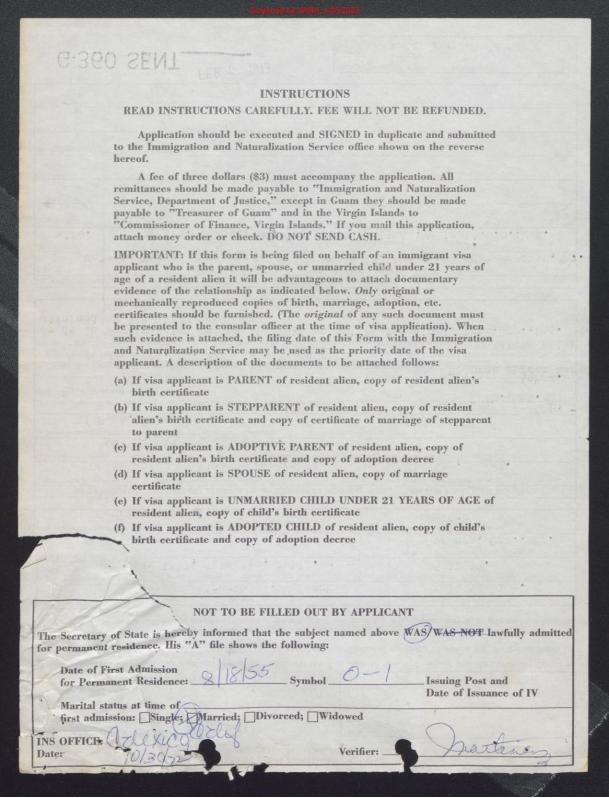 G-360 SENT
INSTRUCTIONS
READ INSTRUCTIONS CAREFULLY. FEE WILL NOT BE REFUNDED.
Application should be executed and SIGNED in duplicate and submitted
to the Immigration and Naturalization Service office shown on the reverse
hereof.
A fee of three dollars ($3) must accompany the application. All
remittances should be made payable to "Immigration and Naturalization
Service, Department of Justice," except in Guam they should be made
payable to "Treasurer of Guam" and in the Virgin Islands to
"Commissioner of Finance, Virgin Islands." If you mail this application,
attach money order or check. DO NOT SEND CASH.
IMPORTANT: If this form is being filed on behalf of an immigrant visa
applicant who is the parent, spouse, or unmarried child under 21 years of
age of a resident alien it will be advantageous to attach documentary
evidence of the relationship as indicated below. Only original or
mechanically reproduced copies of birth, marriage, adoption, etc.
certificates should be furnished. (The original of any such document must
be presented to the consular officer at the time of visa application). When
such evidence is attached, the filing date of this Form with the Immigration
and Naturalization Service may be used as the priority date of the visa
applicant. A description of the documents to be attached follows:
(a) If visa applicant is PARENT of resident alien, copy of resident alien's
birth certificate
(b) If visa applicant is STEPPARENT of resident alien, copy of resident
alien's birth certificate and copy of certificate of marriage of stepparent
to parent
(c) If visa applicant is ADOPTIVE PARENT of resident alien, copy of
resident alien's birth certificate and copy of adoption decree
(d) If visa applicant is SPOUSE of resident alien, copy of marriage
certificate
(e) If visa applicant is UNMARRIED CHILD UNDER 21 YEARS OF AGE of
resident alien, copy of child's birth certificate
(f) If visa applicant is ADOPTED CHILD of resident alien, copy of child's
birth certificate and copy of adoption decree
NOT TO BE FILLED OUT BY APPLICANT
The Secretary of State is hereby informed that the subject named above WAS/WAS NOT lawfully admitted
for permanent residence. His "A" file shows the following:
Date of First Admission
for Permanent Residence: 8/18/55 Symbol 0-1 Issuing Post and
Date of Issuance of IV
Marital status at time of
first admission: Single; Married; Divorced; Widowed
INS OFFICE Calexico
Date: 10/30/72 Verifier: Martinez